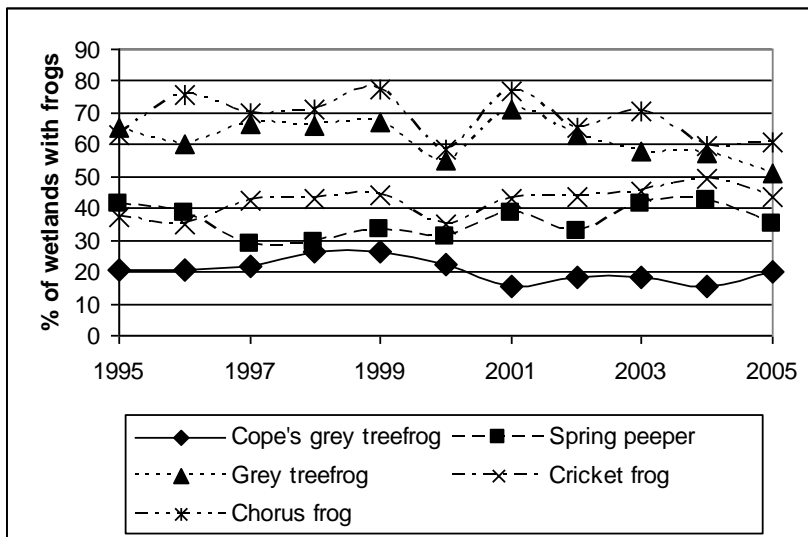 % of wetlands with frogs
90
80
70
60
50
40
30
20
10
0
1995 1997 1999 2001 2003 2005
Cope's grey treefrog Spring peeper
Grey treefrog Cricket frog
Chorus frog